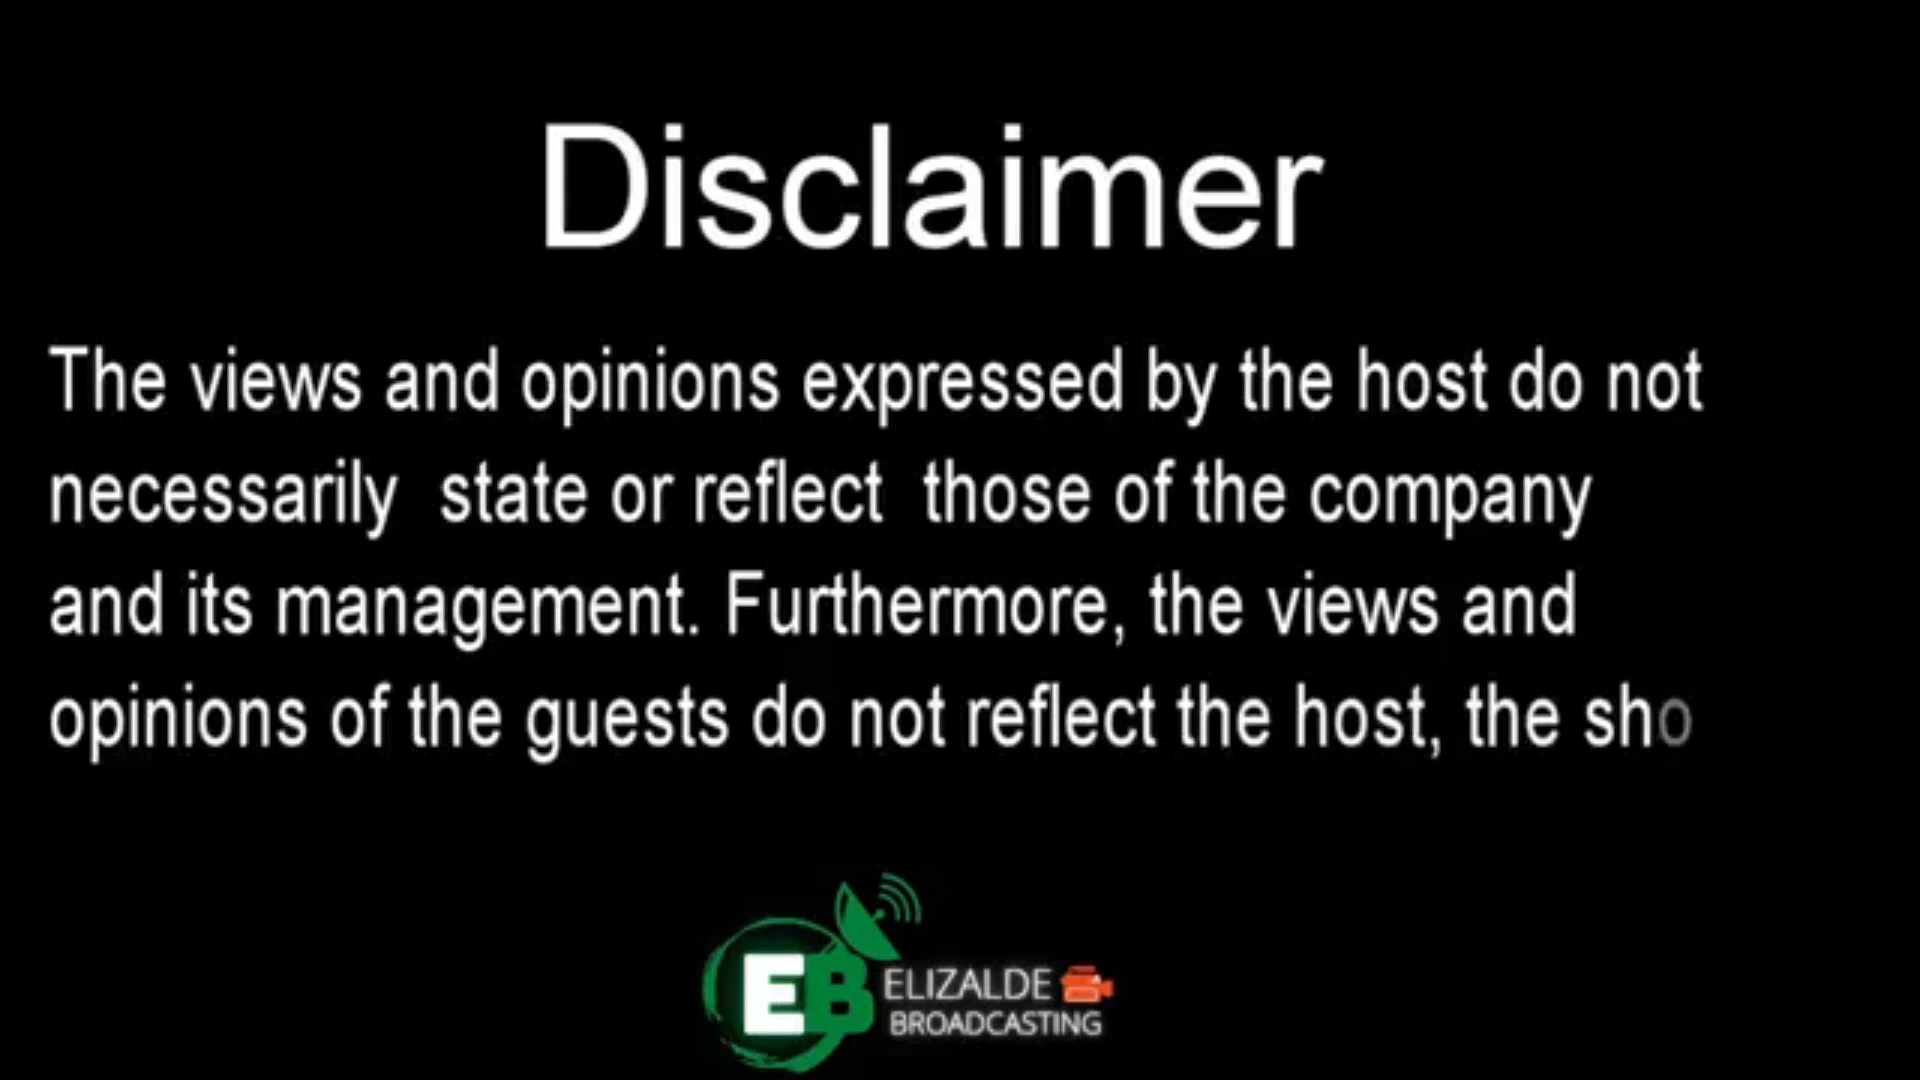 Disclaimer
The views and opinions expressed by the host do not
necessarily  state or reflect  those of the company
and its management. Furthermore, the views and
opinions of the guests do not reflect the host, the sho
EB
ELIZALDE
BROADCASTING